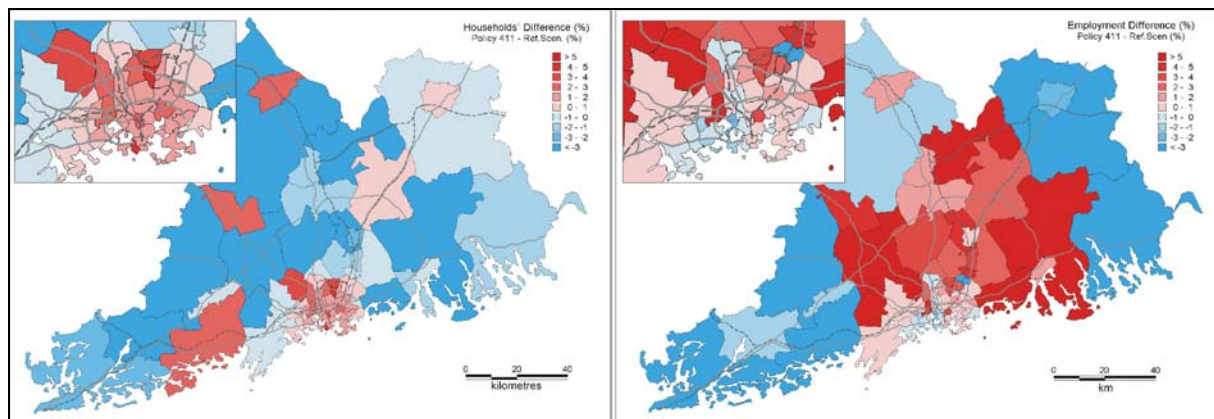 Households´ Difference (%)
Policy 411 - Ref.Scen. (%)
> 5
4 - 5
3 - 4
2 - 3
1 - 2
0 - 1
-1 - 0
-2 - -1
-3 - -2
< -3
0 20 40
kilometres
Employment Difference (%)
Policy 411 - Ref.Scen. (%)
> 5
4 - 5
3 - 4
2 - 3
1 - 2
0 - 1
-1 - 0
-2 - -1
-3 - -2
< -3
0 20 40
km